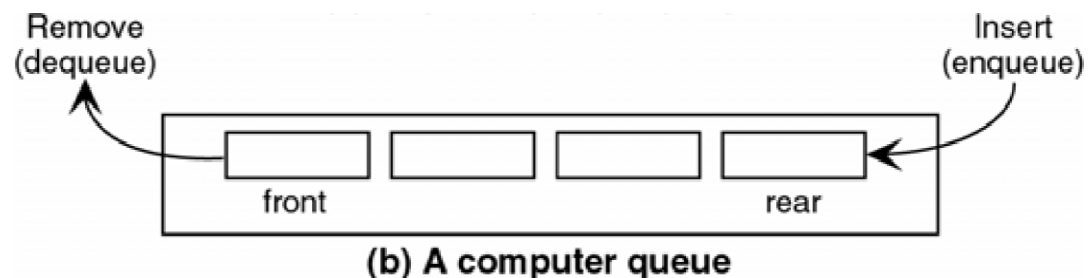 Remove
(dequeue)
Insert
(enqueue)
front
rear
(b) A computer queue